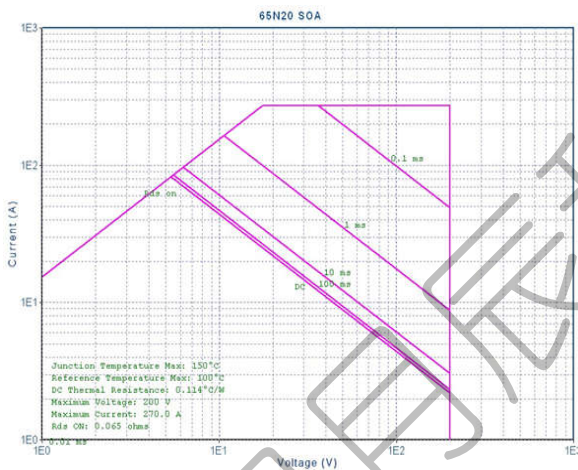 65N20 SOA
1E3
1E2
1E1
1E0
Current (A)
Rds on
0.1 ms
1 ms
10 ms
100 ms
DC
Junction Temperature Max: 150°C
Reference Temperature Max: 100°C
DC Thermal Resistance: 0.114°C/W
Maximum Voltage: 200 V
Maximum Current: 270.0 A
Rds ON: 0.065 ohms
0.01 ms
1E0
1E1
1E2
1E3
Voltage (V)